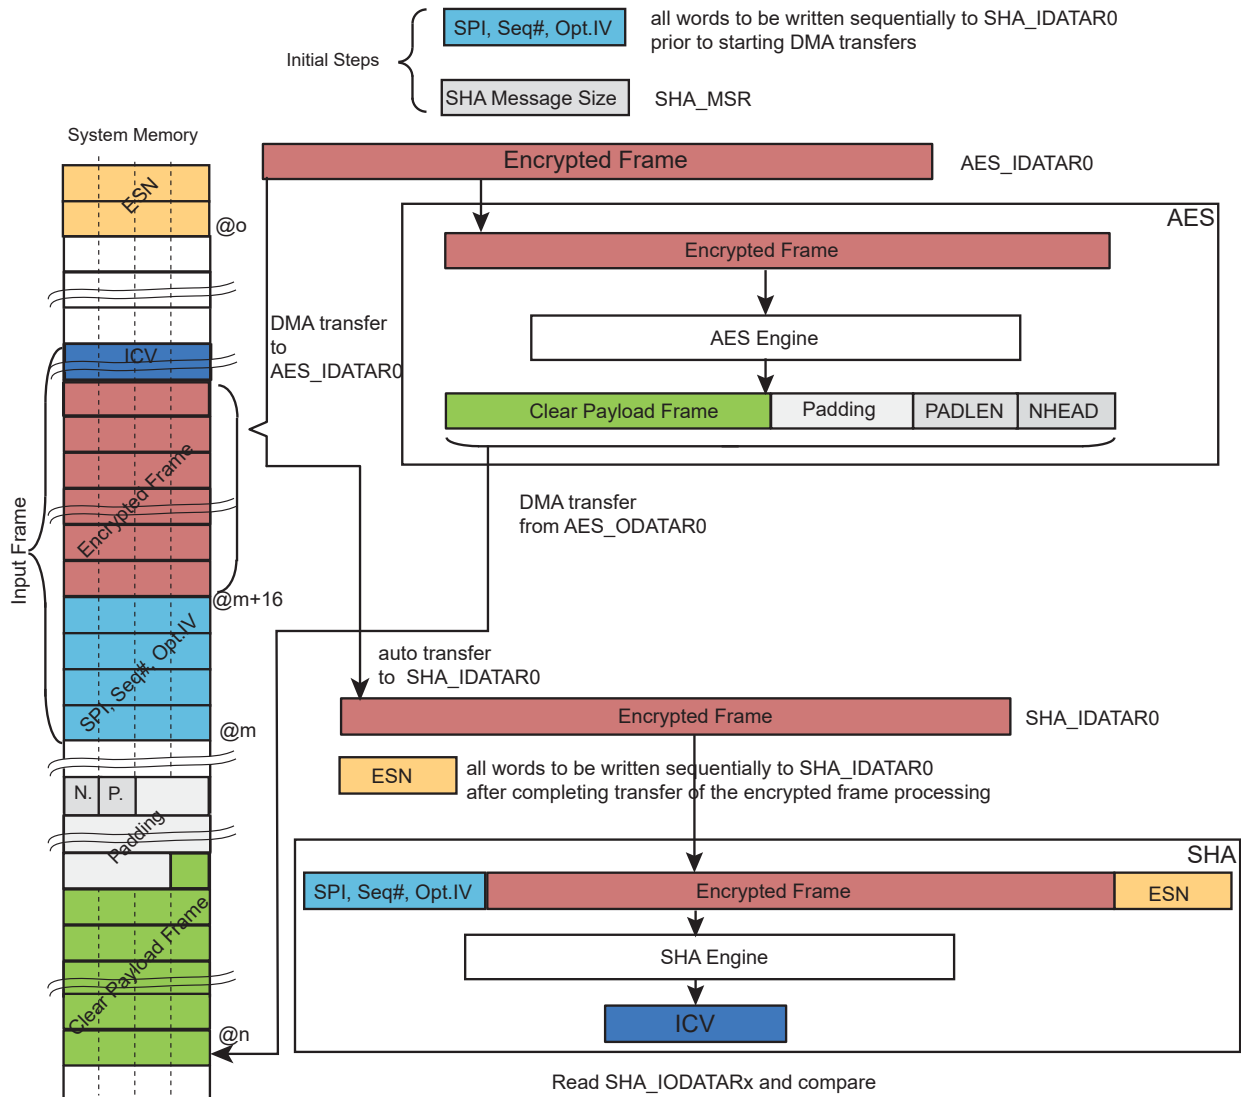 SPI, Seq#, Opt.IV
all words to be written sequentially to SHA_IDATAR0
prior to starting DMA transfers
Initial Steps
SHA Message Size
SHA_MSR
System Memory
Encrypted Frame
AES_IDATAR0
ESN
@o
AES
Encrypted Frame
DMA transfer
to
AES_IDATAR0
AES Engine
ICV
Clear Payload Frame
Padding
PADLEN
NHEAD
Input Frame
Encrypted Frame
DMA transfer
from AES_ODATAR0
@m+16
SPI, Seq#, Opt.IV
auto transfer
to SHA_IDATAR0
@m
Encrypted Frame
SHA_IDATAR0
ESN
all words to be written sequentially to SHA_IDATAR0
after completing transfer of the encrypted frame processing
N.
P.
Padding
SHA
SPI, Seq#, Opt.IV
Encrypted Frame
ESN
Clear Payload Frame
SHA Engine
@n
ICV
Read SHA_IODATARx and compare